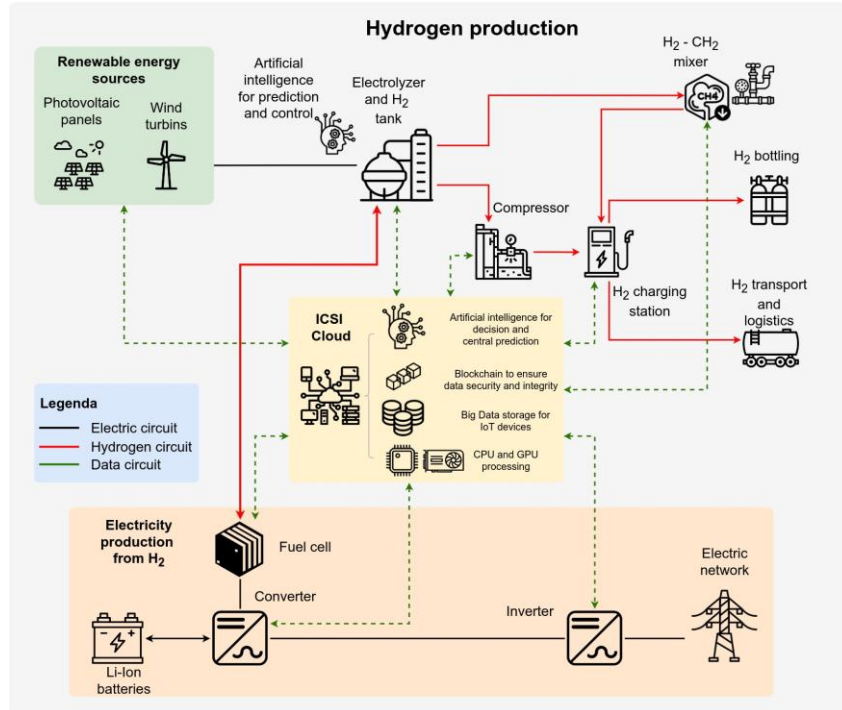 Hydrogen production
Renewable energy
sources
Photovoltaic
panels
Wind
turbins
Artificial
intelligence
for prediction
and control
Electrolyzer
and H₂
tank
H₂ - CH₂
mixer
CH4
H₂ bottling
Compressor
H₂ charging
station
H₂ transport
and
logistics
ICSI
Cloud
Artificial intelligence for
decision and
central prediction
Blockchain to ensure
data security and integrity
Big Data storage for
IoT devices
CPU and GPU
processing
Legenda
Electric circuit
Hydrogen circuit
Data circuit
Electricity
production
from H₂
Fuel cell
Converter
Li-Ion
batteries
Inverter
Electric
network